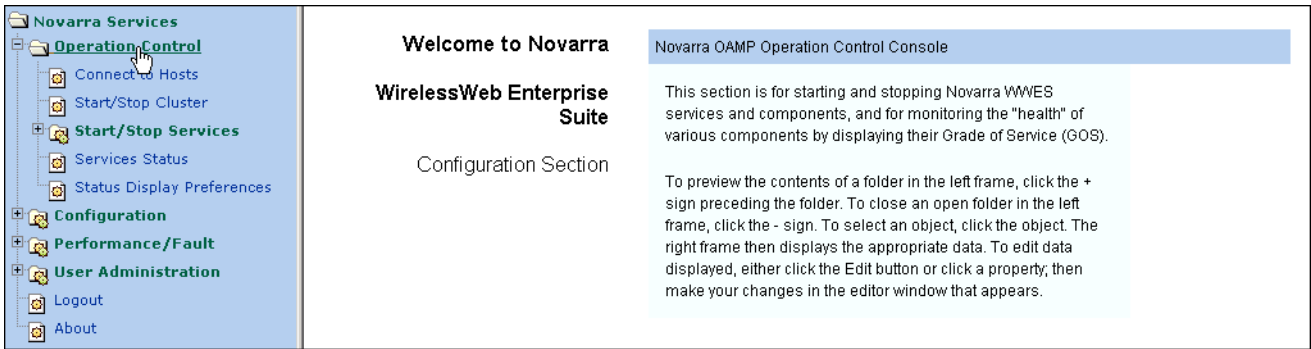 Novarra Services
Operation Control
Connect to Hosts
Start/Stop Cluster
Start/Stop Services
Services Status
Status Display Preferences
Configuration
Performance/Fault
User Administration
Logout
About
Welcome to Novarra
WirelessWeb Enterprise
Suite
Configuration Section
Novarra OAMP Operation Control Console
This section is for starting and stopping Novarra WWES
services and components, and for monitoring the "health" of
various components by displaying their Grade of Service (GOS).
To preview the contents of a folder in the left frame, click the +
sign preceding the folder. To close an open folder in the left
frame, click the - sign. To select an object, click the object. The
right frame then displays the appropriate data. To edit data
displayed, either click the Edit button or click a property; then
make your changes in the editor window that appears.